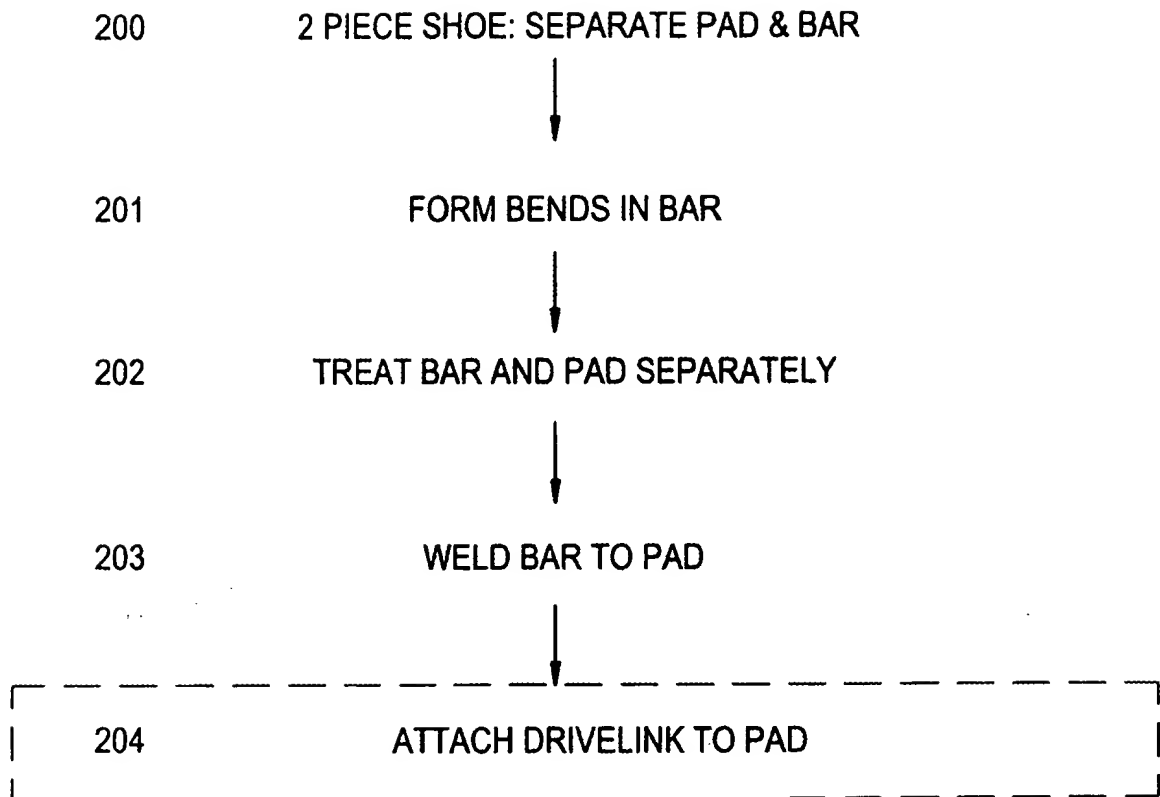 200 2 PIECE SHOE: SEPARATE PAD & BAR
201 FORM BENDS IN BAR
202 TREAT BAR AND PAD SEPARATELY
203 WELD BAR TO PAD
204 ATTACH DRIVELINK TO PAD